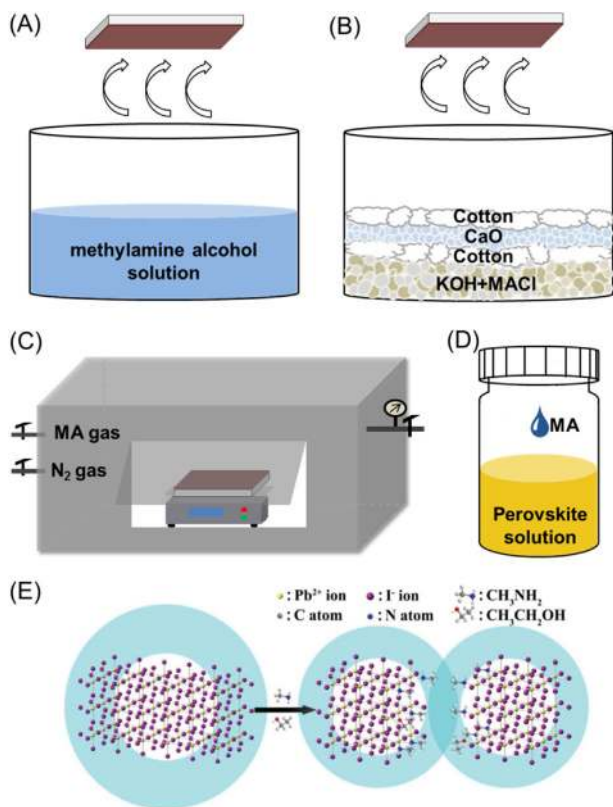 (A)
methylamine alcohol
solution
(B)
Cotton
CaO
Cotton
KOH+MACl
(C)
MA gas
N₂ gas
(D)
MA
Perovskite
solution
(E)
: Pb²⁺ ion
: I⁻ ion
: CH₃NH₂
: C atom
: N atom
: CH₃CH₂OH